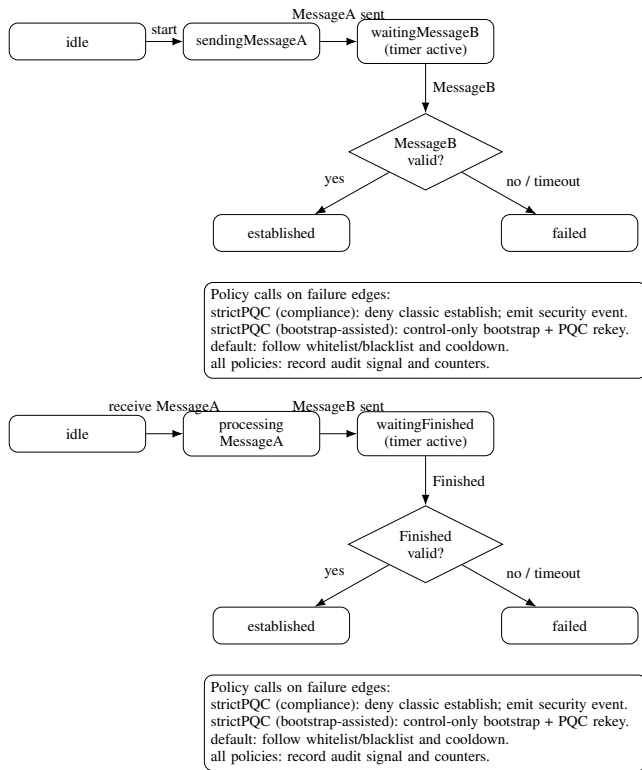 MessageA sent
start
idle
sendingMessageA
waitingMessageB
(timer active)
MessageB
MessageB
valid?
yes
no / timeout
established
failed
Policy calls on failure edges:
strictPQC (compliance): deny classic establish; emit security event.
strictPQC (bootstrap-assisted): control-only bootstrap + PQC rekey.
default: follow whitelist/blacklist and cooldown.
all policies: record audit signal and counters.
receive MessageA
MessageB sent
idle
processing
MessageA
waitingFinished
(timer active)
Finished
Finished
valid?
yes
no / timeout
established
failed
Policy calls on failure edges:
strictPQC (compliance): deny classic establish; emit security event.
strictPQC (bootstrap-assisted): control-only bootstrap + PQC rekey.
default: follow whitelist/blacklist and cooldown.
all policies: record audit signal and counters.